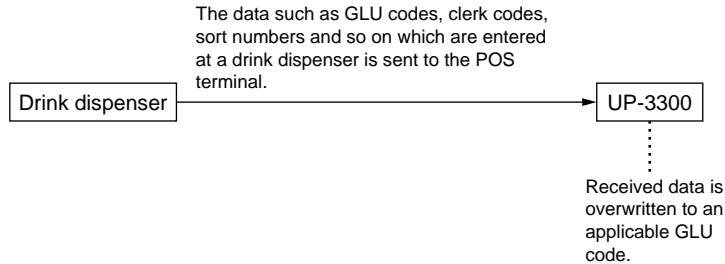 The data such as GLU codes, clerk codes,
sort numbers and so on which are entered
at a drink dispenser is sent to the POS
terminal.
Drink dispenser
UP-3300
Received data is
overwritten to an
applicable GLU
code.